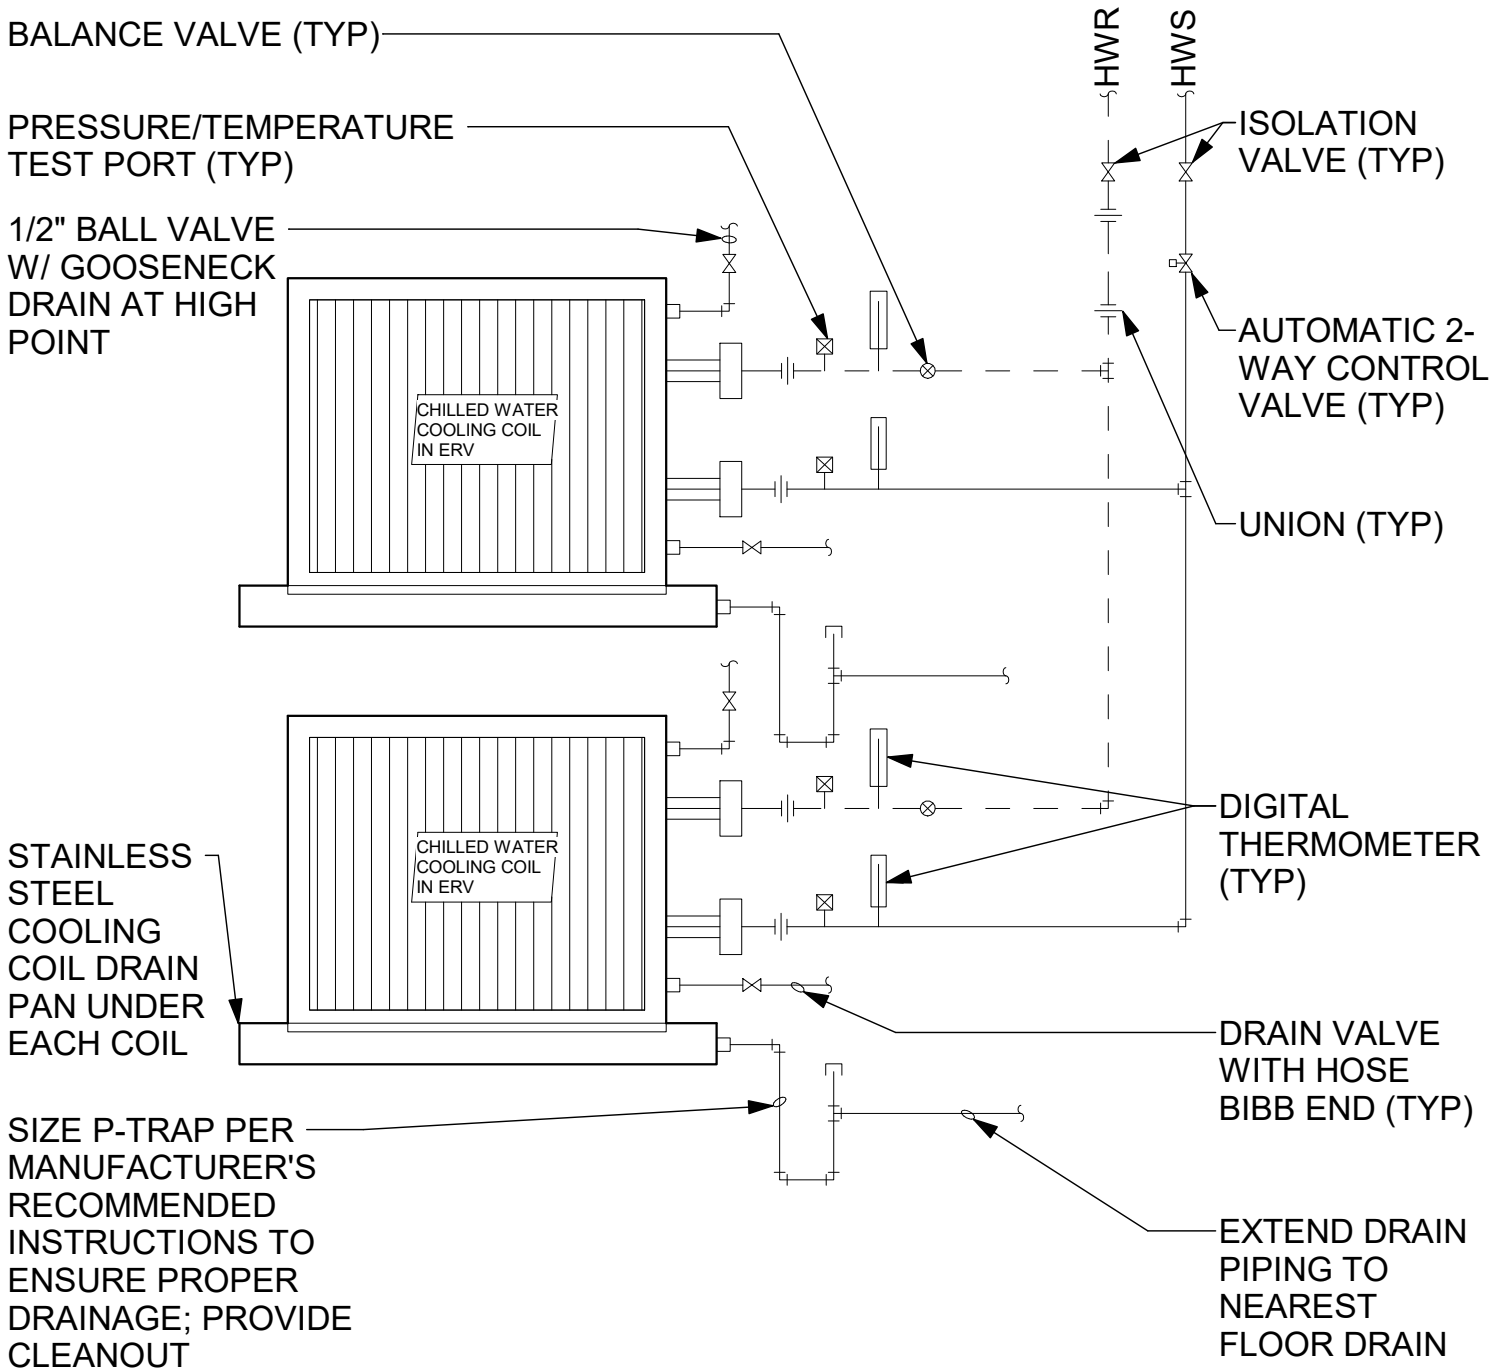 BALANCE VALVE (TYP)
PRESSURE/TEMPERATURE
TEST PORT (TYP)
1/2" BALL VALVE
W/ GOOSENECK
DRAIN AT HIGH
POINT
HWR
HWS
ISOLATION
VALVE (TYP)
AUTOMATIC 2-
WAY CONTROL
VALVE (TYP)
UNION (TYP)
CHILLED WATER
COOLING COIL
IN ERV
CHILLED WATER
COOLING COIL
IN ERV
STAINLESS
STEEL
COOLING
COIL DRAIN
PAN UNDER
EACH COIL
DIGITAL
THERMOMETER
(TYP)
DRAIN VALVE
WITH HOSE
BIBB END (TYP)
SIZE P-TRAP PER
MANUFACTURER'S
RECOMMENDED
INSTRUCTIONS TO
ENSURE PROPER
DRAINAGE; PROVIDE
CLEANOUT
EXTEND DRAIN
PIPING TO
NEAREST
FLOOR DRAIN